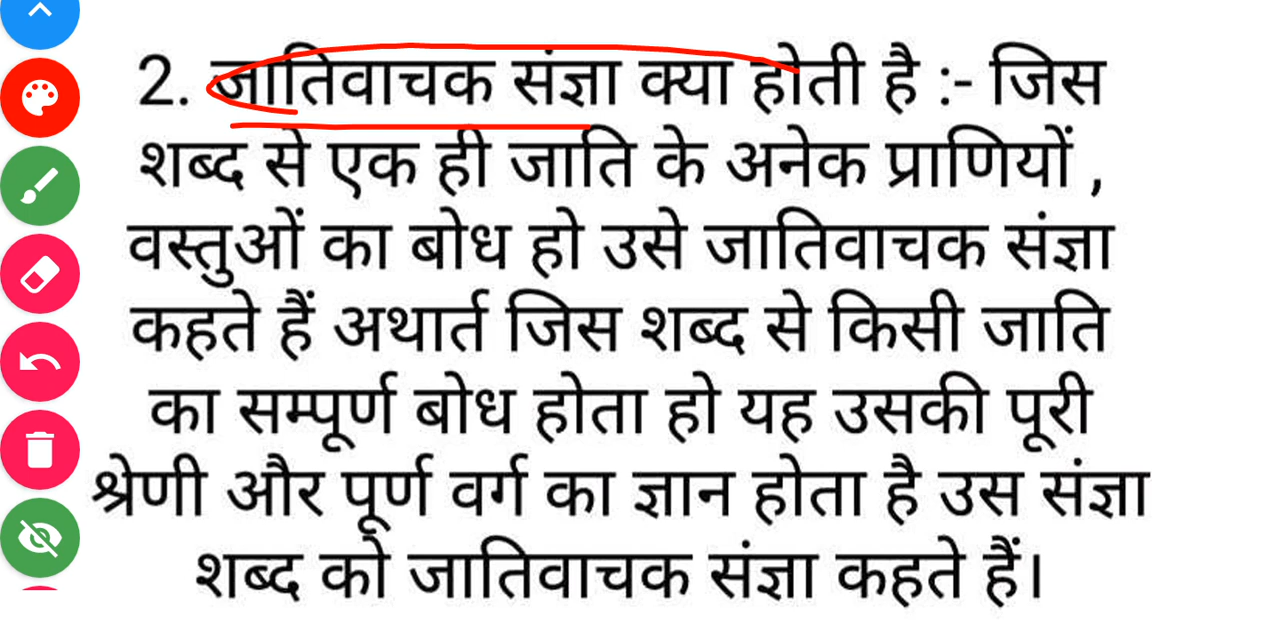 2. जातिवाचक संज्ञा क्या होती है :- जिस
शब्द से एक ही जाति के अनेक प्राणियों ,
वस्तुओं का बोध हो उसे जातिवाचक संज्ञा
कहते हैं अथार्त जिस शब्द से किसी जाति
का सम्पूर्ण बोध होता हो यह उसकी पूरी
श्रेणी और पूर्ण वर्ग का ज्ञान होता है उस संज्ञा
शब्द को जातिवाचक संज्ञा कहते हैं।